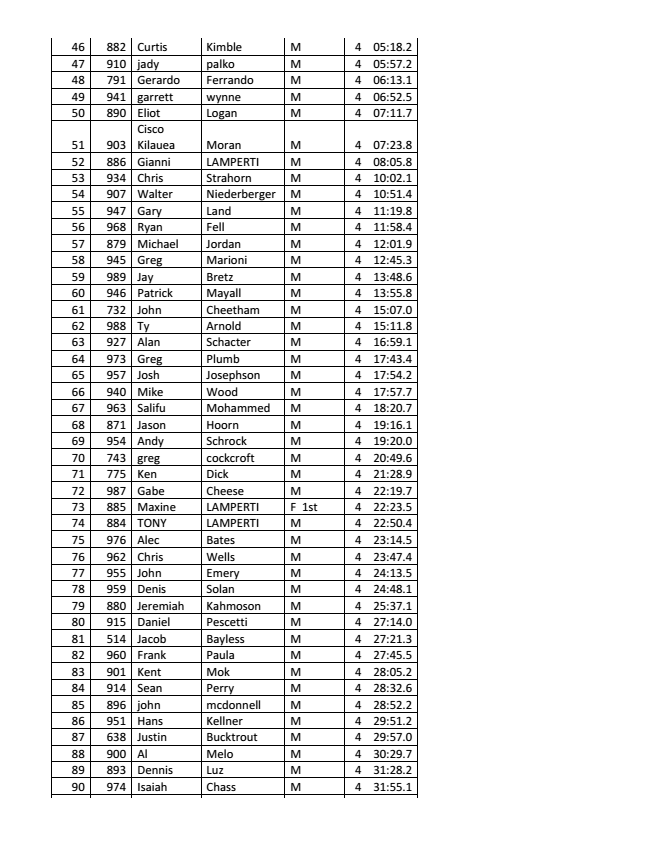 46 882 Curtis Kimble M 4 05:18.2
47 910 jady palko M 4 05:57.2
48 791 Gerardo Ferrando M 4 06:13.1
49 941 garrett wynne M 4 06:52.5
50 890 Eliot Logan M 4 07:11.7
Cisco
51 903 Kilauea Moran M 4 07:23.8
52 886 Gianni LAMPERTI M 4 08:05.8
53 934 Chris Strahorn M 4 10:02.1
54 907 Walter Niederberger M 4 10:51.4
55 947 Gary Land M 4 11:19.8
56 968 Ryan Fell M 4 11:58.4
57 879 Michael Jordan M 4 12:01.9
58 945 Greg Marioni M 4 12:45.3
59 989 Jay Bretz M 4 13:48.6
60 946 Patrick Mayall M 4 13:55.8
61 732 John Cheetham M 4 15:07.0
62 988 Ty Arnold M 4 15:11.8
63 927 Alan Schacter M 4 16:59.1
64 973 Greg Plumb M 4 17:43.4
65 957 Josh Josephson M 4 17:54.2
66 940 Mike Wood M 4 17:57.7
67 963 Salifu Mohammed M 4 18:20.7
68 871 Jason Hoorn M 4 19:16.1
69 954 Andy Schrock M 4 19:20.0
70 743 greg cockcroft M 4 20:49.6
71 775 Ken Dick M 4 21:28.9
72 987 Gabe Cheese M 4 22:19.7
73 885 Maxine LAMPERTI F 1st 4 22:23.5
74 884 TONY LAMPERTI M 4 22:50.4
75 976 Alec Bates M 4 23:14.5
76 962 Chris Wells M 4 23:47.4
77 955 John Emery M 4 24:13.5
78 959 Denis Solan M 4 24:48.1
79 880 Jeremiah Kahmoson M 4 25:37.1
80 915 Daniel Pescetti M 4 27:14.0
81 514 Jacob Bayless M 4 27:21.3
82 960 Frank Paula M 4 27:45.5
83 901 Kent Mok M 4 28:05.2
84 914 Sean Perry M 4 28:32.6
85 896 john mcdonnell M 4 28:52.2
86 951 Hans Kellner M 4 29:51.2
87 638 Justin Bucktrout M 4 29:57.0
88 900 Al Melo M 4 30:29.7
89 893 Dennis Luz M 4 31:28.2
90 974 Isaiah Chass M 4 31:55.1